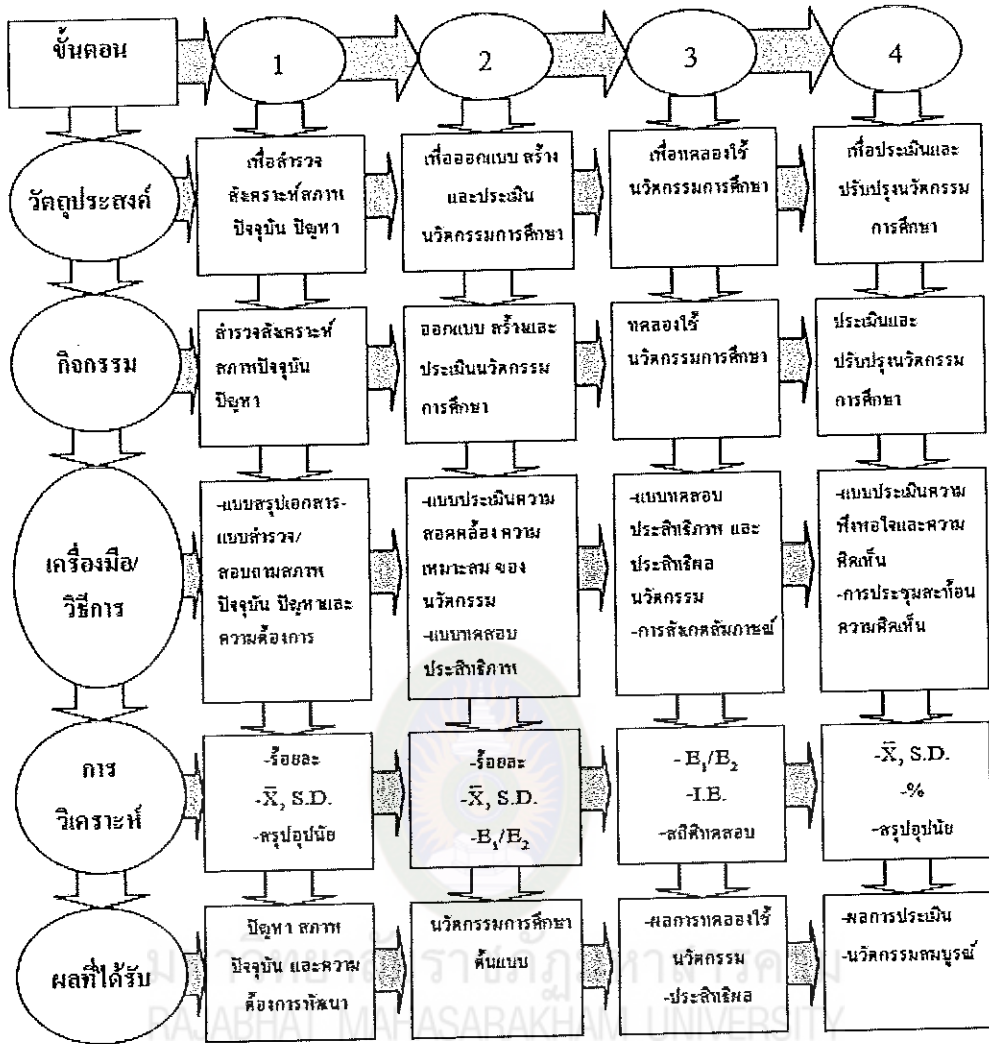 ขั้นตอน
1
2
3
4
วัตถุประสงค์
เพื่อสำรวจ
สังเคราะห์สภาพ
ปัจจุบัน ปัญหา
เพื่อออกแบบ สร้าง
และประเมิน
นวัตกรรมการศึกษา
เพื่อทดลองใช้
นวัตกรรมการศึกษา
เพื่อประเมินและ
ปรับปรุงนวัตกรรม
การศึกษา
กิจกรรม
สำรวจสังเคราะห์
สภาพปัจจุบัน
ปัญหา
ออกแบบ สร้างและ
ประเมินนวัตกรรม
การศึกษา
ทดลองใช้
นวัตกรรมการศึกษา
ประเมินและ
ปรับปรุงนวัตกรรม
การศึกษา
เครื่องมือ/
วิธีการ
-แบบสรุปเอกสาร-
แบบสำรวจ/
สอบถามสภาพ
ปัจจุบัน ปัญหาและ
ความต้องการ
-แบบประเมินความ
สอดคล้อง ความ
เหมาะสม ของ
นวัตกรรม
-แบบทดสอบ
ประสิทธิภาพ
-แบบทดสอบ
ประสิทธิภาพ และ
ประสิทธิผล
นวัตกรรม
-การสังเกตสัมภาษณ์
-แบบประเมินความ
พึงพอใจและความ
คิดเห็น
-การประชุมสะท้อน
ความคิดเห็น
การ
วิเคราะห์
-ร้อยละ
-X̅, S.D.
-สรุปอุปนัย
-ร้อยละ
-X̅, S.D.
-E₁/E₂
-E₁/E₂
-I.E.
-สถิติทดสอบ
-X̅, S.D.
-%
-สรุปอุปนัย
ผลที่ได้รับ
ปัญหา สภาพ
ปัจจุบัน และความ
ต้องการพัฒนา
นวัตกรรมการศึกษา
ต้นแบบ
-ผลการทดลองใช้
นวัตกรรม
-ประสิทธิผล
-ผลการประเมิน
-นวัตกรรมสมบูรณ์
มหาวิทยาลัยราชภัฏมหาสารคาม
RAJABHAT MAHASARAKHAM UNIVERSITY